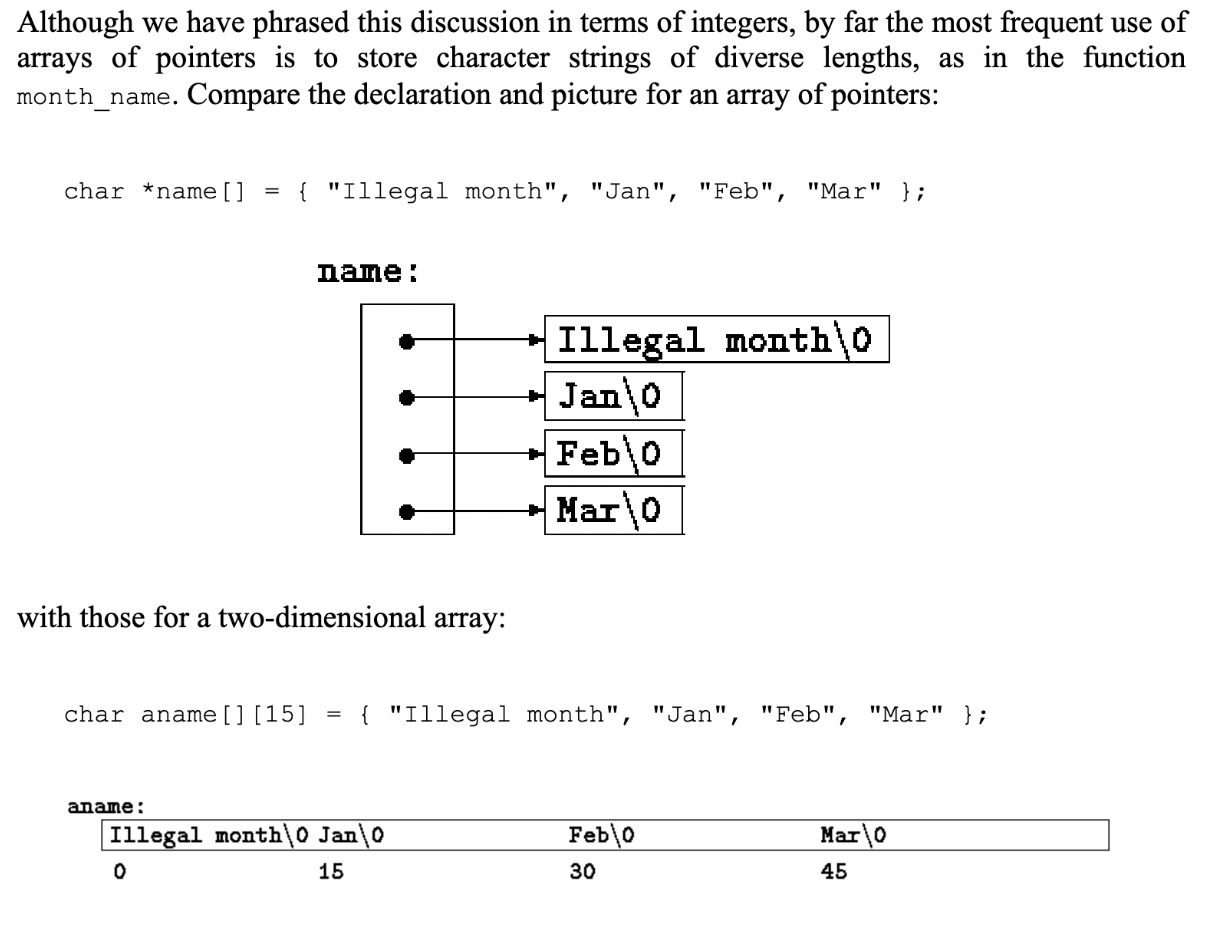 Although we have phrased this discussion in terms of integers, by far the most frequent use of
arrays of pointers is to store character strings of diverse lengths, as in the function
month_name. Compare the declaration and picture for an array of pointers:
char *name[] = { "Illegal month", "Jan", "Feb", "Mar" };
name:
Illegal month\0
Jan\0
Feb\0
Mar\0
with those for a two-dimensional array:
char aname[][15] = { "Illegal month", "Jan", "Feb", "Mar" };
aname:
Illegal month\0 Jan\0 Feb\0 Mar\0
0 15 30 45